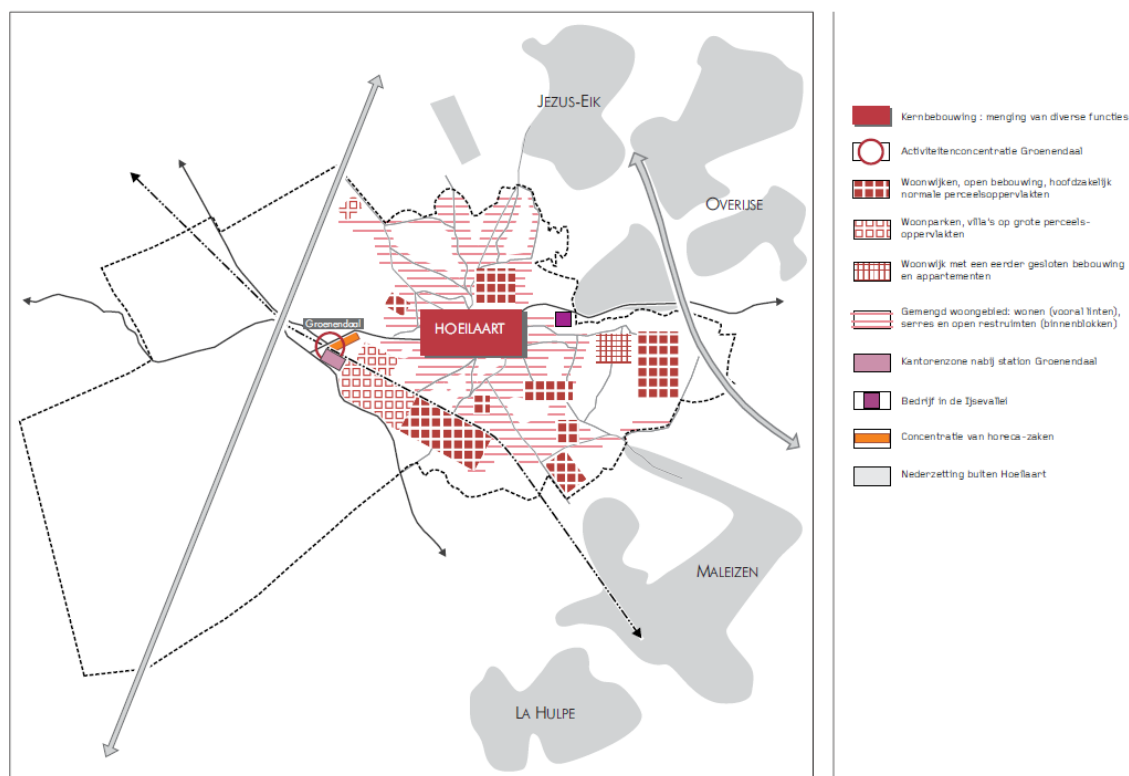 JEZUS-EIK
OVERIJSE
Groenendaal
HOEILAART
MALEIZEN
LA HULPE
Kernbebouwing : menging van diverse functies
Activiteitenconcentratie Groenendaal
Woonwijken, open bebouwing, hoofdzakelijk
normale perceelsoppervlakten
Woonparken, villa's op grote perceels-
oppervlakten
Woonwijk met een eerder gesloten bebouwing
en appartementen
Gemengd woongebied: wonen (vooral linten),
serres en open restruimten (binnenblokken)
Kantorenzone nabij station Groenendaal
Bedrijf in de Ijsevallei
Concentratie van horeca-zaken
Nederzetting buiten Hoeilaart